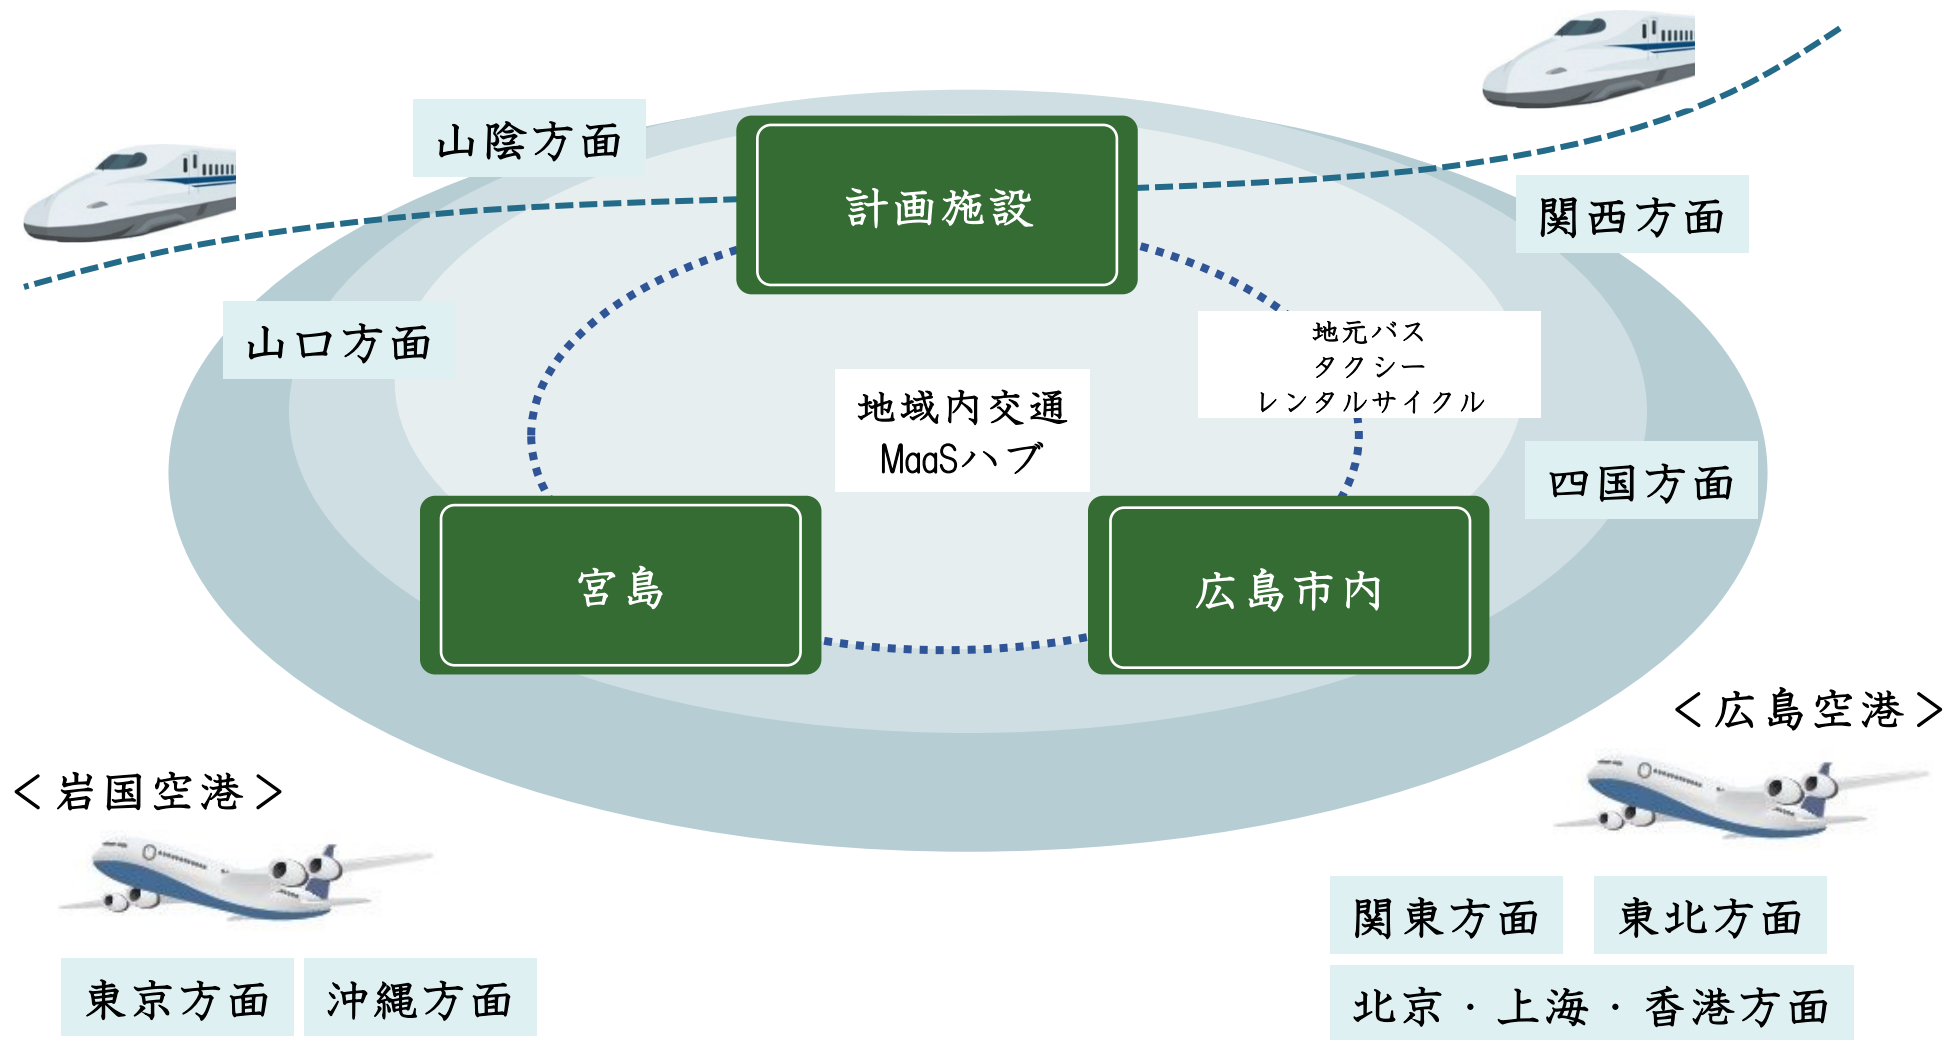 山陰方面
計画施設
関西方面
山口方面
地元バス
タクシー
レンタルサイクル
地域内交通
MaaSハブ
四国方面
宮島
広島市内
＜広島空港＞
＜岩国空港＞
関東方面
東北方面
東京方面
沖縄方面
北京・上海・香港方面